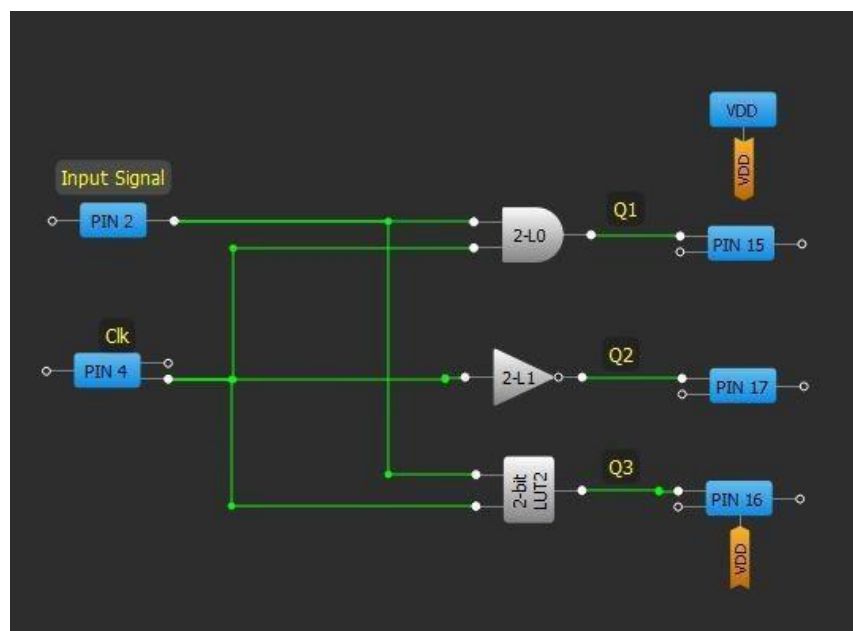 VDD
VDD
Input Signal
PIN 2
2-L0
Q1
PIN 15
Clk
PIN 4
2-L1
Q2
PIN 17
2-bit
LUT2
Q3
PIN 16
VDD